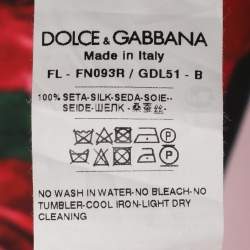 DOLCE & GABBANA
Made in Italy
FL - FN093R / GDL51 - B
100% SETA-SILK-SEDA-SOIE--
SEIDE-ШЕЛК - 桑蚕丝-
NO WASH IN WATER-NO BLEACH-NO
TUMBLER-COOL IRON-LIGHT DRY
CLEANING